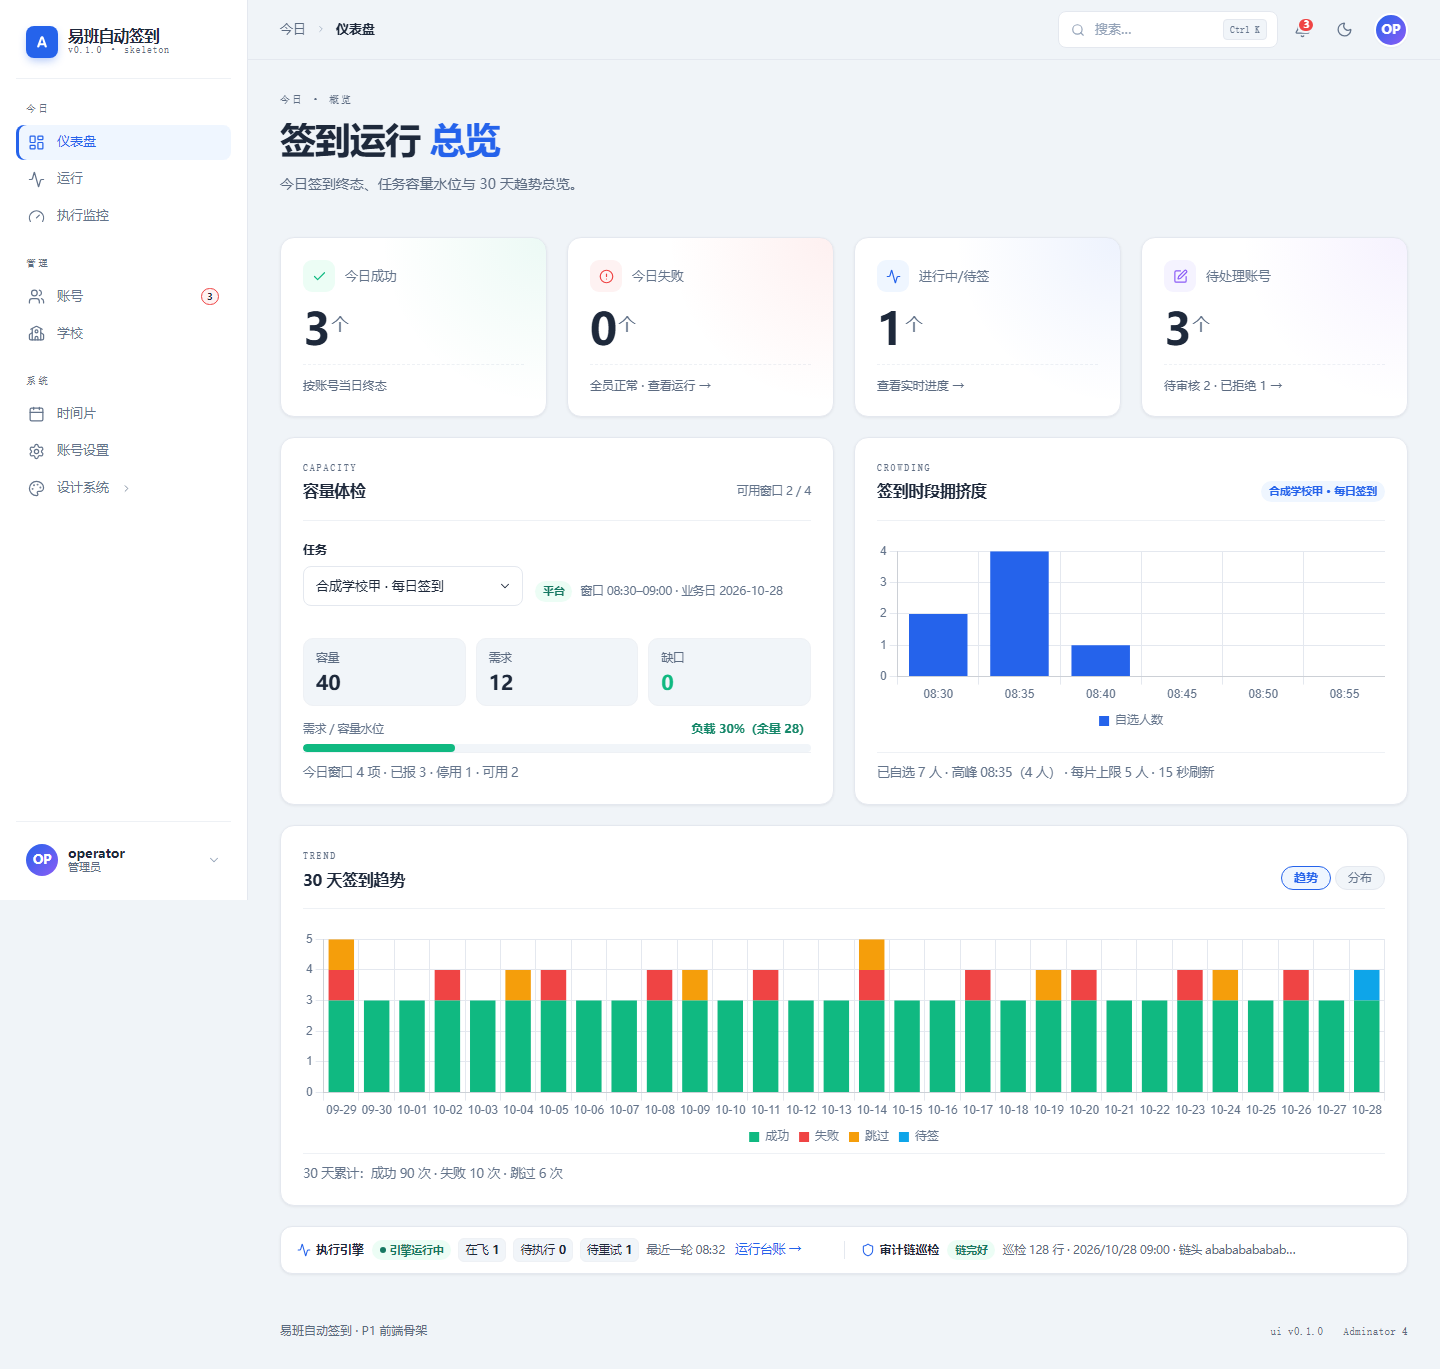 A
易班自动签到
v0.1.0 • skeleton
今日
仪表盘
运行
执行监控
管理
账号
3
学校
系统
时间片
账号设置
设计系统
OP
operator
管理员
今日
仪表盘
搜索...
Ctrl K
3
OP
今日 • 概览
签到运行 总览
今日签到终态、任务容量水位与 30 天趋势总览。
今日成功
3个
按账号当日终态
今日失败
0个
全员正常 · 查看运行 →
进行中/待签
1个
查看实时进度 →
待处理账号
3个
待审核 2 · 已拒绝 1 →
CAPACITY
容量体检
可用窗口 2 / 4
任务
合成学校甲 · 每日签到
平台
窗口 08:30–09:00 · 业务日 2026-10-28
容量
40
需求
12
缺口
0
需求 / 容量水位
负载 30%（余量 28）
今日窗口 4 项 · 已报 3 · 停用 1 · 可用 2
CROWDING
签到时段拥挤度
合成学校甲 • 每日签到
4
3
2
1
0
08:30 08:35 08:40 08:45 08:50 08:55
自选人数
已自选 7 人 · 高峰 08:35（4 人） · 每片上限 5 人 · 15 秒刷新
TREND
30 天签到趋势
趋势
分布
5
4
3
2
1
0
09-29 09-30 10-01 10-02 10-03 10-04 10-05 10-06 10-07 10-08 10-09 10-10 10-11 10-12 10-13 10-14 10-15 10-16 10-17 10-18 10-19 10-20 10-21 10-22 10-23 10-24 10-25 10-26 10-27 10-28
成功 失败 跳过 待签
30 天累计：成功 90 次 · 失败 10 次 · 跳过 6 次
执行引擎
引擎运行中
在飞 1
待执行 0
待重试 1
最近一轮 08:32
运行台账 →
审计链巡检
链完好
巡检 128 行 · 2026/10/28 09:00 · 链头 abababababab...
易班自动签到 · P1 前端骨架
ui v0.1.0
Adminator 4